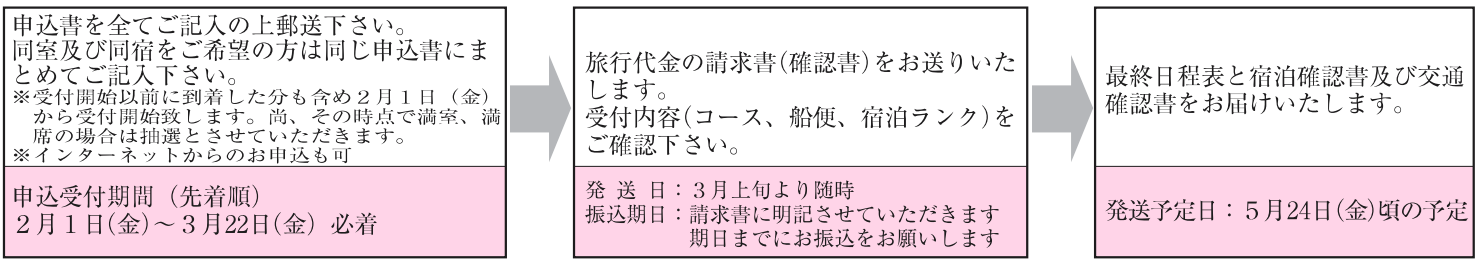 申込書を全てご記入の上郵送下さい。
同室及び同宿をご希望の方は同じ申込書にま
とめてご記入下さい。
※受付開始以前に到着した分も含め２月１日（金）
から受付開始致します。尚、その時点で満室、満
席の場合は抽選とさせていただきます。
※インターネットからのお申込も可
申込受付期間（先着順）
２月１日(金)～３月22日(金) 必着
旅行代金の請求書(確認書)をお送りいた
します。
受付内容(コース、船便、宿泊ランク)を
ご確認下さい。
発 送 日：３月上旬より随時
振込期日：請求書に明記させていただきます
期日までにお振込をお願いします
最終日程表と宿泊確認書及び交通
確認書をお届けいたします。
発送予定日：５月24日(金)頃の予定